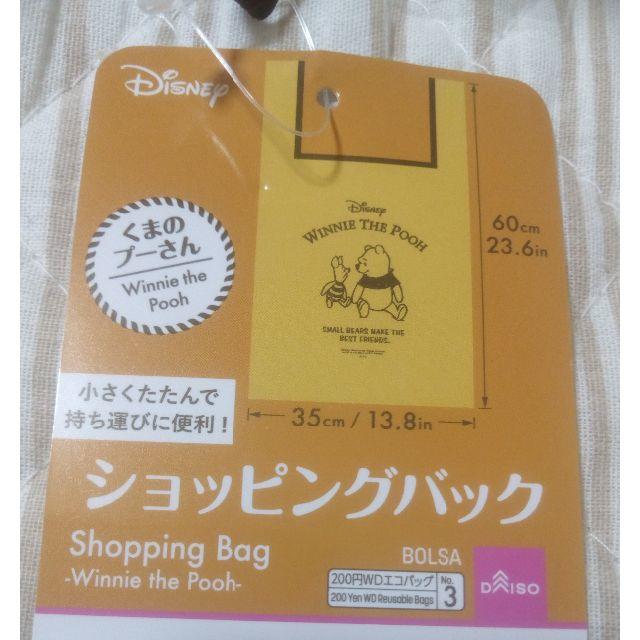 Disney
くまの
プーさん
Winnie the
Pooh
Disney
WINNIE THE POOH
SMALL BEARS MAKE THE
BEST FRIENDS.
60cm
23.6in
35cm / 13.8in
小さくたたんで
持ち運びに便利！
ショッピングバック
Shopping Bag
-Winnie the Pooh-
BOLSA
200円WDエコバッグ
200 Yen WD Reusable Bags
No.
3
DAISO